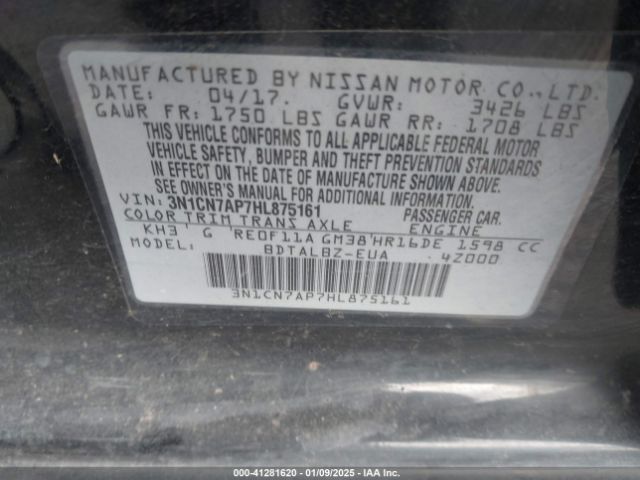 MANUFACTURED BY NISSAN MOTOR CO.,LTD.
DATE: 04/17. GVWR: 3426 LBS
GAWR FR: 1750 LBS GAWR RR: 1708 LBS
THIS VEHICLE CONFORMS TO ALL APPLICABLE FEDERAL MOTOR
VEHICLE SAFETY, BUMPER AND THEFT PREVENTION STANDARDS
IN EFFECT ON THE DATE OF MANUFACTURE SHOWN ABOVE.
SEE OWNER'S MANUAL FOR ADDITIONAL INFORMATION.
VIN: 3N1CN7AP7HL875161 PASSENGER CAR.
COLOR TRIM TRANS AXLE ENGINE
KH3 G RE0F11A GM38 HR16DE 1598 CC
MODEL: BDTALBZ-EUA 4Z000
3N1CN7AP7HL875161
000-41281620 · 01/09/2025 - IAA Inc.